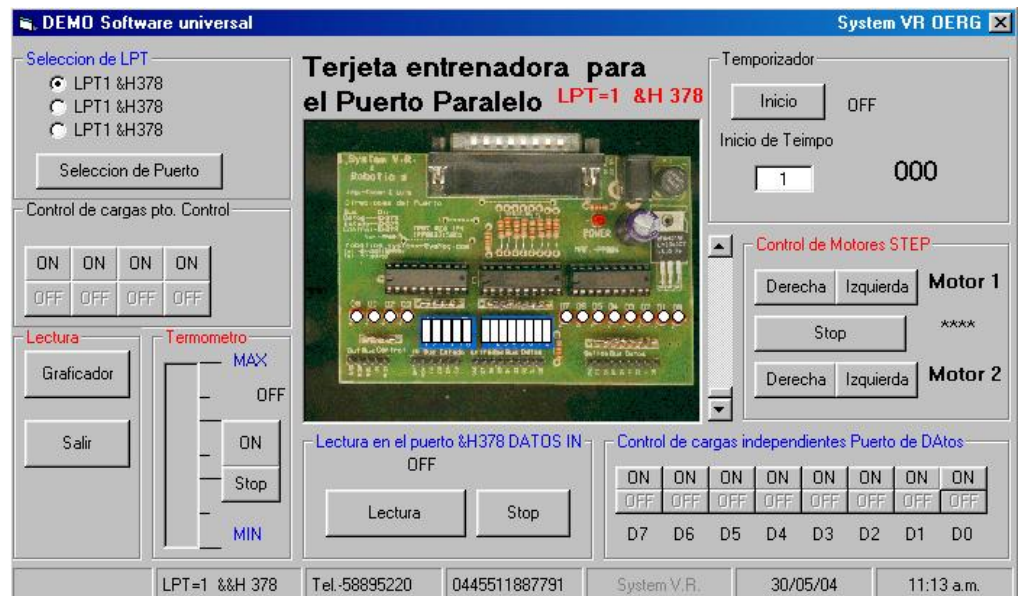 DEMO Software universal
System VR OERG
Seleccion de LPT
LPT1 &H378
LPT1 &H378
LPT1 &H378
Seleccion de Puerto
Terjeta entrenadora para
el Puerto Paralelo LPT=1 &H 378
Temporizador
Inicio OFF
Inicio de Teimpo
1 000
Control de cargas pto. Control
ON ON ON ON
OFF OFF OFF OFF
System V.R.
Robotica
POWER
Control de Motores STEP
Derecha Izquierda Motor 1
Stop ****
Derecha Izquierda Motor 2
Lectura
Graficador
Salir
Termometro
MAX
OFF
ON
Stop
MIN
Lectura en el puerto &H378 DATOS IN
OFF
Lectura Stop
Control de cargas independientes Puerto de DAtos
ON ON ON ON ON ON ON ON
OFF OFF OFF OFF OFF OFF OFF OFF
D7 D6 D5 D4 D3 D2 D1 D0
LPT=1 &&H 378 Tel.-58895220 0445511887791 System V.R. 30/05/04 11:13 a.m.